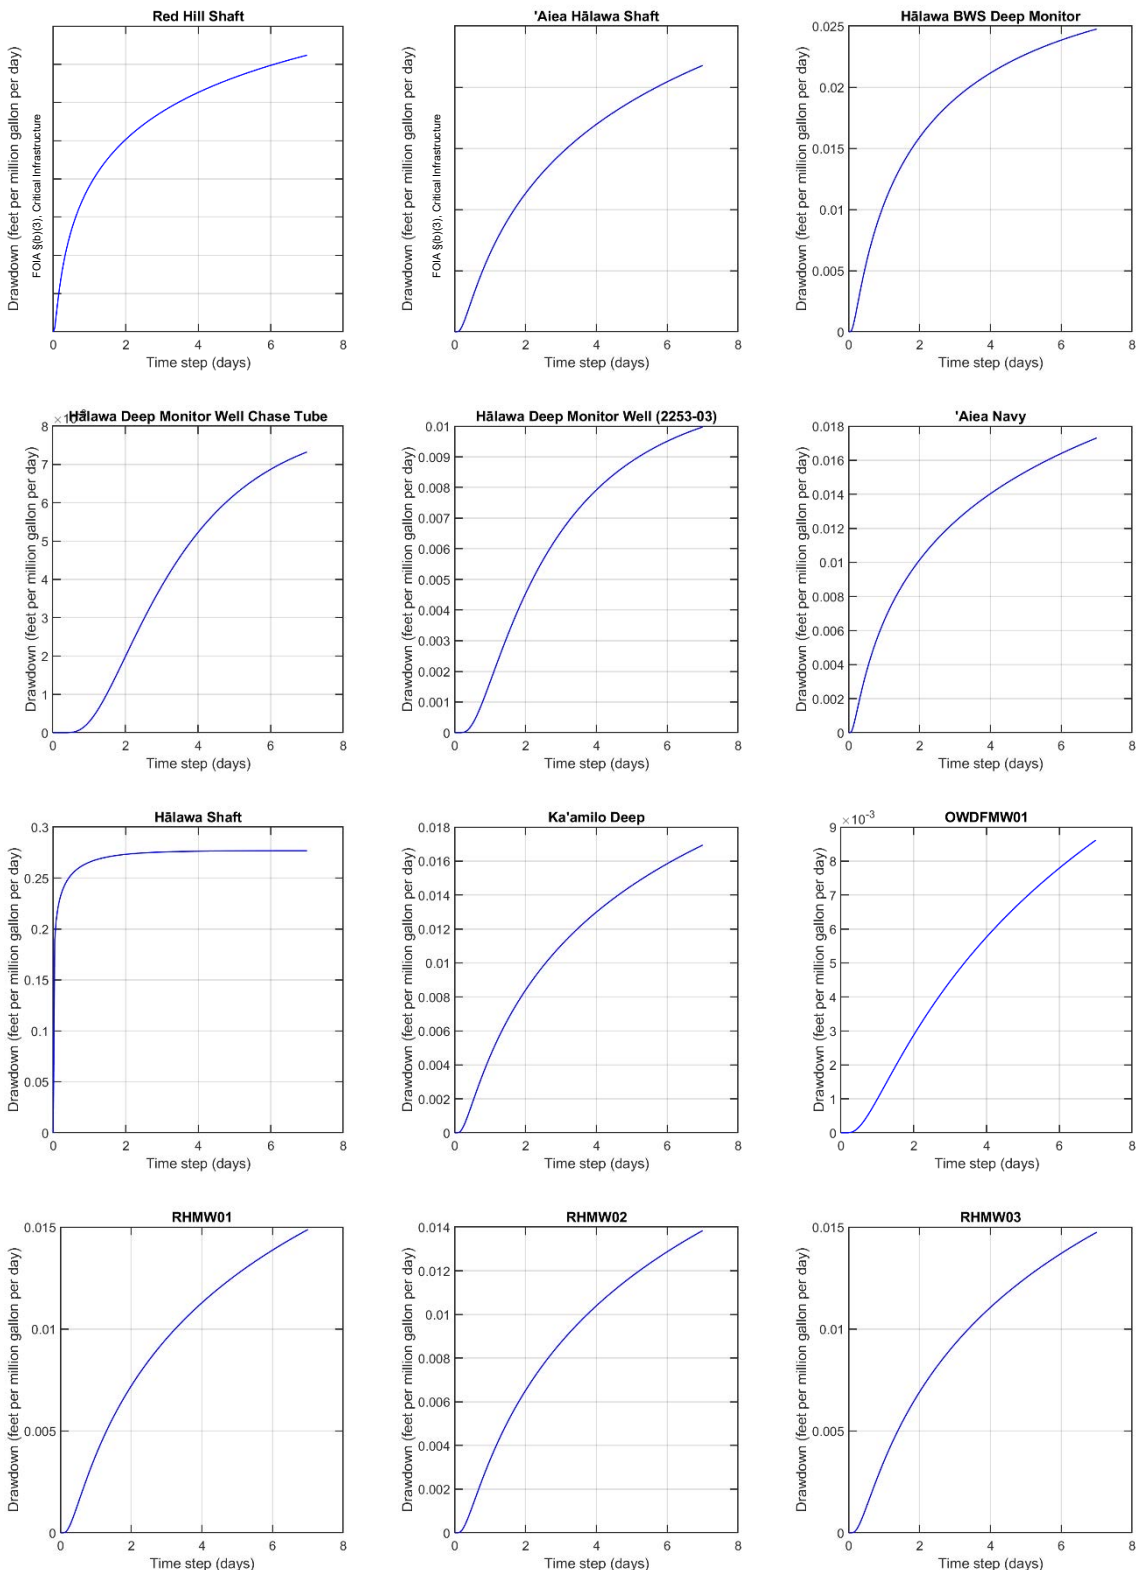 Red Hill Shaft
Drawdown (feet per million gallon per day)
FOIA §(b)(3), Critical Infrastructure
0 2 4 6 8
Time step (days)
'Aiea Hālawa Shaft
Drawdown (feet per million gallon per day)
FOIA §(b)(3), Critical Infrastructure
0 2 4 6 8
Time step (days)
Hālawa BWS Deep Monitor
Drawdown (feet per million gallon per day)
0.025
0.02
0.015
0.01
0.005
0
0 2 4 6 8
Time step (days)
Hālawa Deep Monitor Well Chase Tube
×10
Drawdown (feet per million gallon per day)
8
7
6
5
4
3
2
1
0
0 2 4 6 8
Time step (days)
Hālawa Deep Monitor Well (2253-03)
Drawdown (feet per million gallon per day)
0.01
0.009
0.008
0.007
0.006
0.005
0.004
0.003
0.002
0.001
0
0 2 4 6 8
Time step (days)
'Aiea Navy
Drawdown (feet per million gallon per day)
0.018
0.016
0.014
0.012
0.01
0.008
0.006
0.004
0.002
0
0 2 4 6 8
Time step (days)
Hālawa Shaft
Drawdown (feet per million gallon per day)
0.3
0.25
0.2
0.15
0.1
0.05
0
0 2 4 6 8
Time step (days)
Ka'amilo Deep
Drawdown (feet per million gallon per day)
0.018
0.016
0.014
0.012
0.01
0.008
0.006
0.004
0.002
0
0 2 4 6 8
Time step (days)
OWDFMW01
×10⁻³
Drawdown (feet per million gallon per day)
9
8
7
6
5
4
3
2
1
0
0 2 4 6 8
Time step (days)
RHMW01
Drawdown (feet per million gallon per day)
0.015
0.01
0.005
0
0 2 4 6 8
Time step (days)
RHMW02
Drawdown (feet per million gallon per day)
0.014
0.012
0.01
0.008
0.006
0.004
0.002
0
0 2 4 6 8
Time step (days)
RHMW03
Drawdown (feet per million gallon per day)
0.015
0.01
0.005
0
0 2 4 6 8
Time step (days)